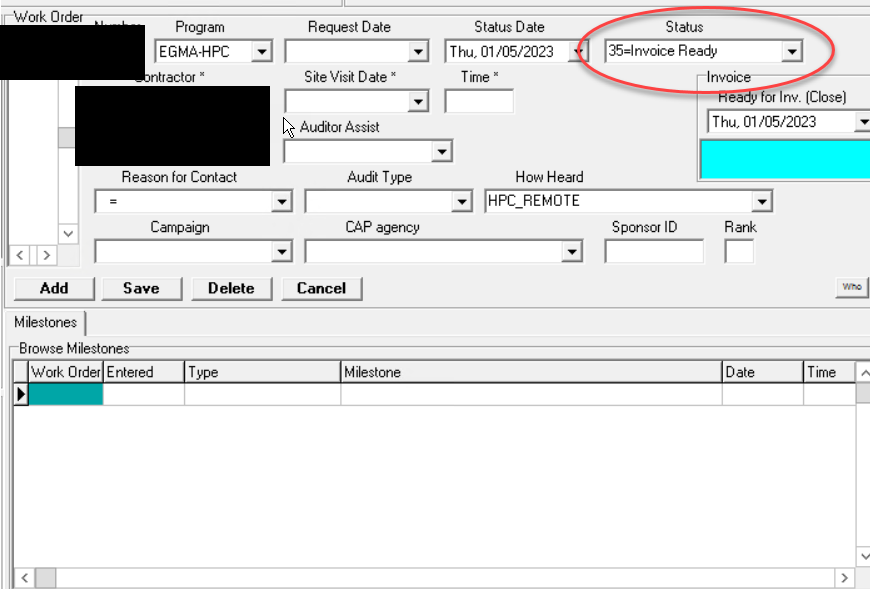 Work Order
Number Program Request Date Status Date Status
EGMA-HPC Thu, 01/05/2023 35=Invoice Ready
Contractor * Site Visit Date * Time * Invoice
Ready for Inv. (Close)
Thu, 01/05/2023
Auditor Assist
Reason for Contact Audit Type How Heard
= HPC_REMOTE
Campaign CAP agency Sponsor ID Rank
Add Save Delete Cancel Who
Milestones
Browse Milestones
Work Order Entered Type Milestone Date Time